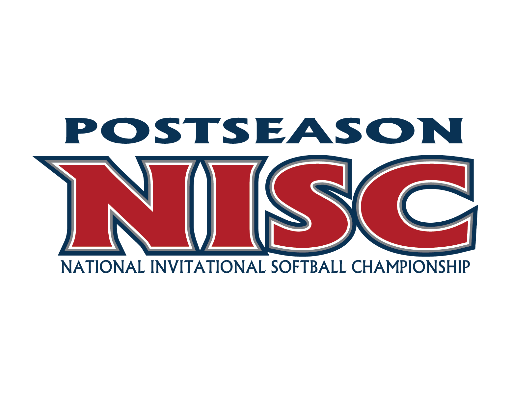 POSTSEASON
NISC
NATIONAL INVITATIONAL SOFTBALL CHAMPIONSHIP